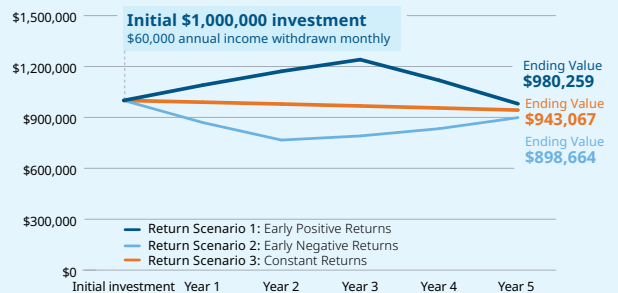 $1,500,000
Initial $1,000,000 investment
$60,000 annual income withdrawn monthly
$1,200,000
Ending Value
$980,259
Ending Value
$943,067
$900,000
Ending Value
$898,664
$600,000
$300,000
Return Scenario 1: Early Positive Returns
Return Scenario 2: Early Negative Returns
Return Scenario 3: Constant Returns
$0
Initial investment Year 1 Year 2 Year 3 Year 4 Year 5